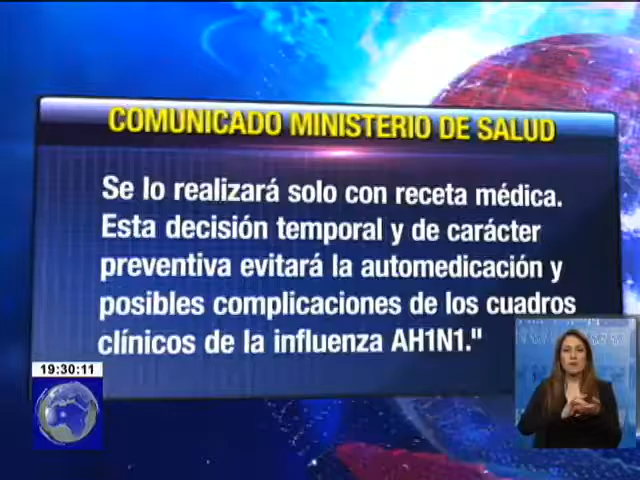 COMUNICADO MINISTERIO DE SALUD
Se lo realizará solo con receta médica.
Esta decisión temporal y de carácter
preventiva evitará la automedicación y
posibles complicaciones de los cuadros
clínicos de la influenza AH1N1."
19:30:11